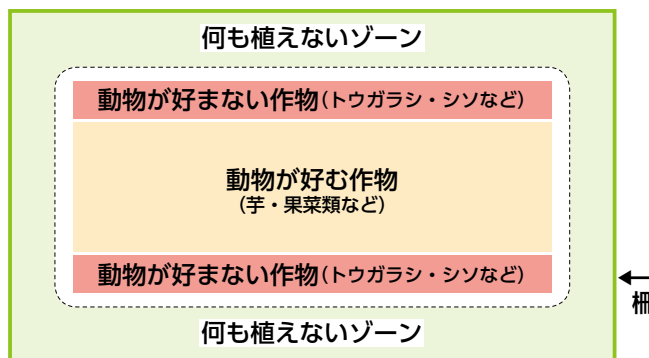 何も植えないゾーン
動物が好まない作物(トウガラシ・シソなど)
動物が好む作物
(芋・果菜類など)
動物が好まない作物(トウガラシ・シソなど)
柵
何も植えないゾーン